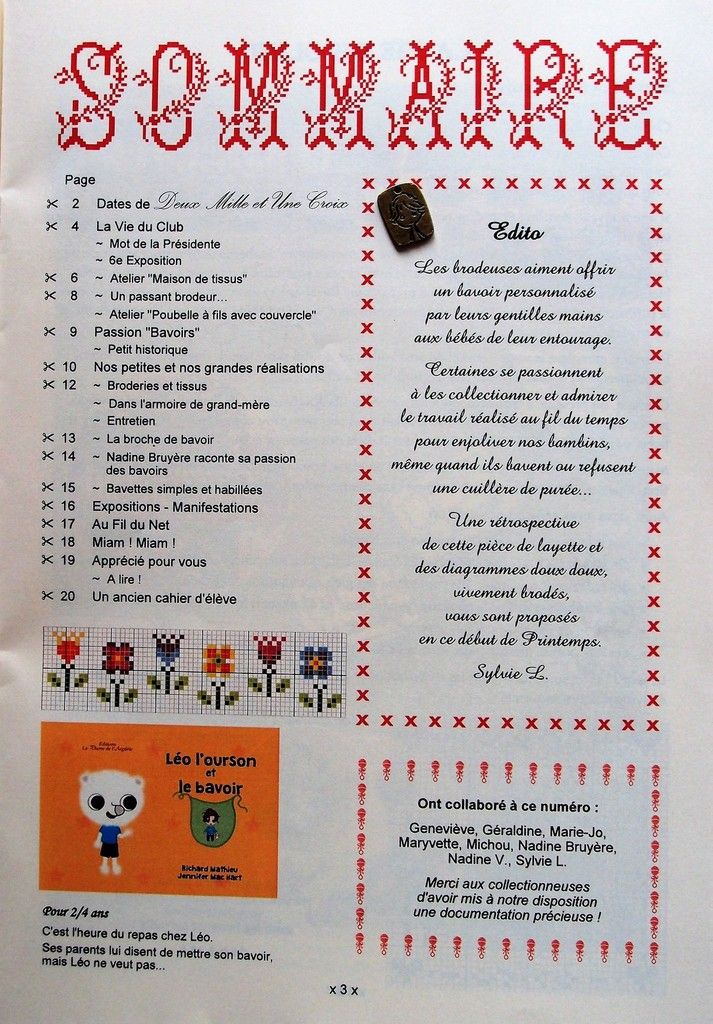 SOMMAIRE
Page
2 Dates de Deux Mille et Une Croix
4 La Vie du Club
~ Mot de la Présidente
~ 6e Exposition
6 ~ Atelier "Maison de tissus"
8 ~ Un passant brodeur...
~ Atelier "Poubelle à fils avec couvercle"
9 Passion "Bavoirs"
~ Petit historique
10 Nos petites et nos grandes réalisations
12 ~ Broderies et tissus
~ Dans l'armoire de grand-mère
~ Entretien
13 ~ La broche de bavoir
14 ~ Nadine Bruyère raconte sa passion
des bavoirs
15 ~ Bavettes simples et habillées
16 Expositions - Manifestations
17 Au Fil du Net
18 Miam ! Miam !
19 Apprécié pour vous
~ A lire !
20 Un ancien cahier d'élève
Edito
Les brodeuses aiment offrir
un bavoir personnalisé
par leurs gentilles mains
aux bébés de leur entourage.
Certaines se passionnent
à les collectionner et admirer
le travail réalisé au fil du temps
pour enjoliver nos bambins,
même quand ils bavent ou refusent
une cuillère de purée...
Une rétrospective
de cette pièce de layette et
des diagrammes doux doux,
vivement brodés,
vous sont proposés
en ce début de Printemps.
Sylvie L.
Editions
Léo l'ourson
et
le bavoir
Richard Mathieu
Jennifer Mac Hart
Pour 2/4 ans
C'est l'heure du repas chez Léo.
Ses parents lui disent de mettre son bavoir,
mais Léo ne veut pas...
Ont collaboré à ce numéro :
Geneviève, Géraldine, Marie-Jo,
Maryvette, Michou, Nadine Bruyère,
Nadine V., Sylvie L.
Merci aux collectionneuses
d'avoir mis à notre disposition
une documentation précieuse !
x 3 x